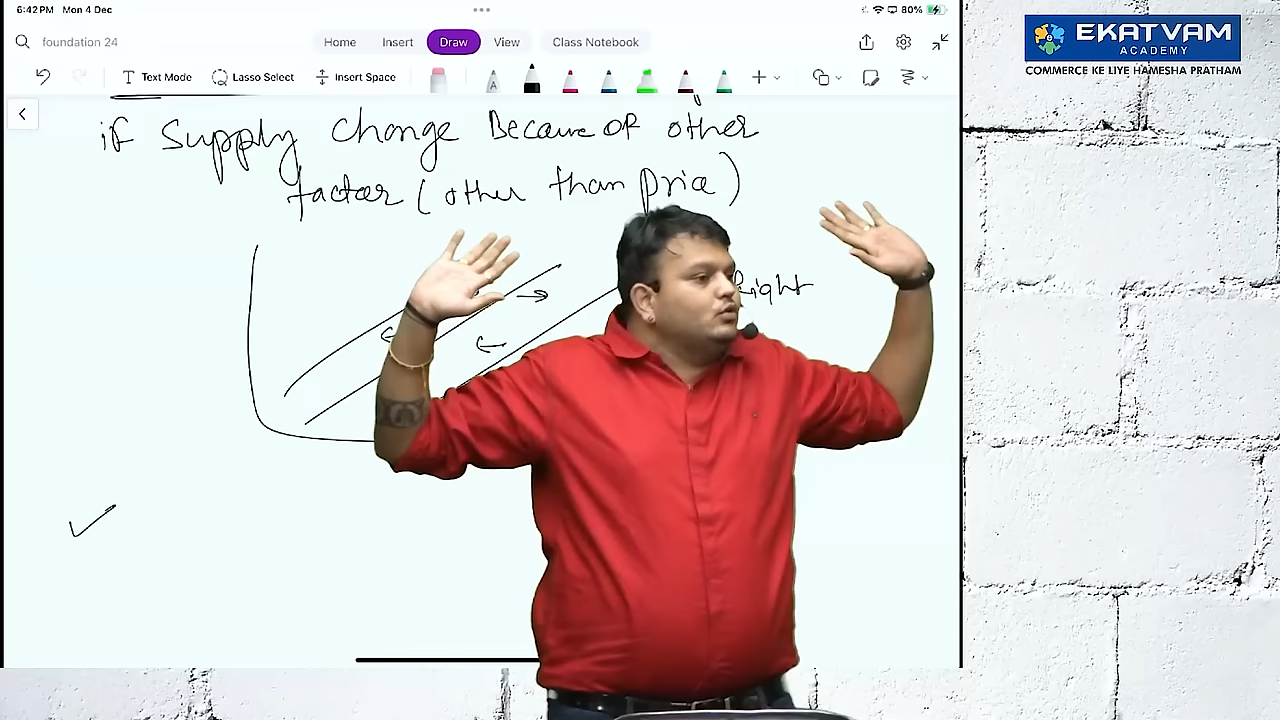 6:42 PM Mon 4 Dec
80%
foundation 24
Home Insert Draw View Class Notebook
Text Mode Lasso Select Insert Space
if Supply Change Because OF other
factor (other than price)
Right
EKATVAM
ACADEMY
COMMERCE KE LIYE HAMESHA PRATHAM